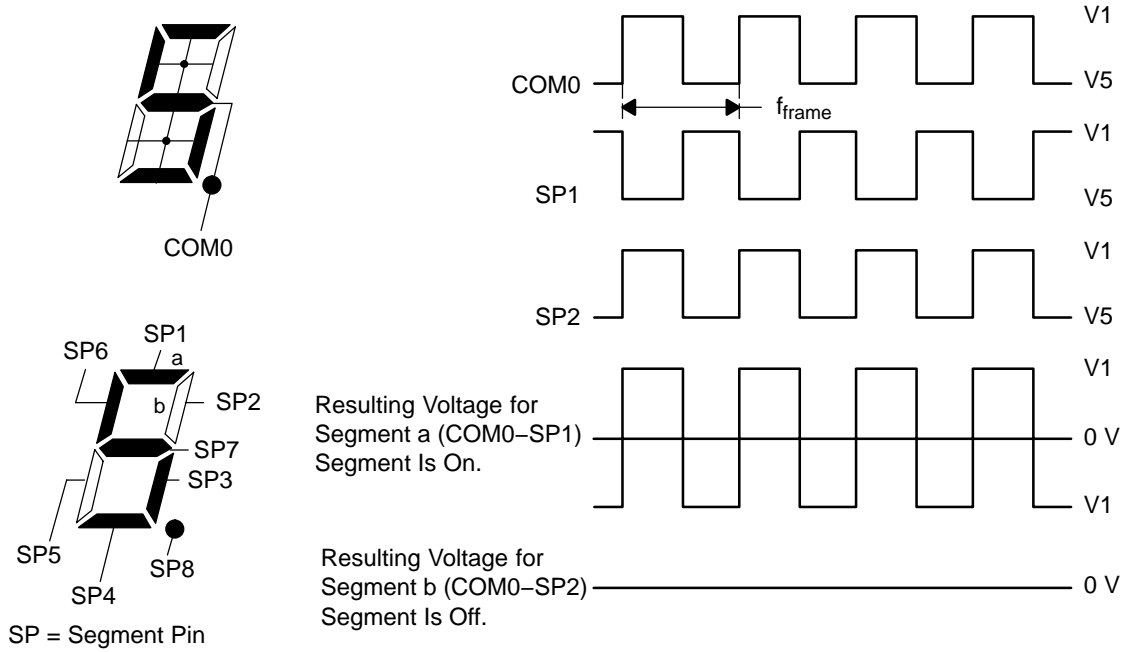 COM0
SP1
SP6
a
b
SP2
SP7
SP3
SP5
SP8
SP4
SP = Segment Pin
V1
COM0
V5
fframe
V1
SP1
V5
V1
SP2
V5
V1
Resulting Voltage for
Segment a (COM0–SP1)
Segment Is On.
0 V
V1
Resulting Voltage for
Segment b (COM0–SP2)
Segment Is Off.
0 V